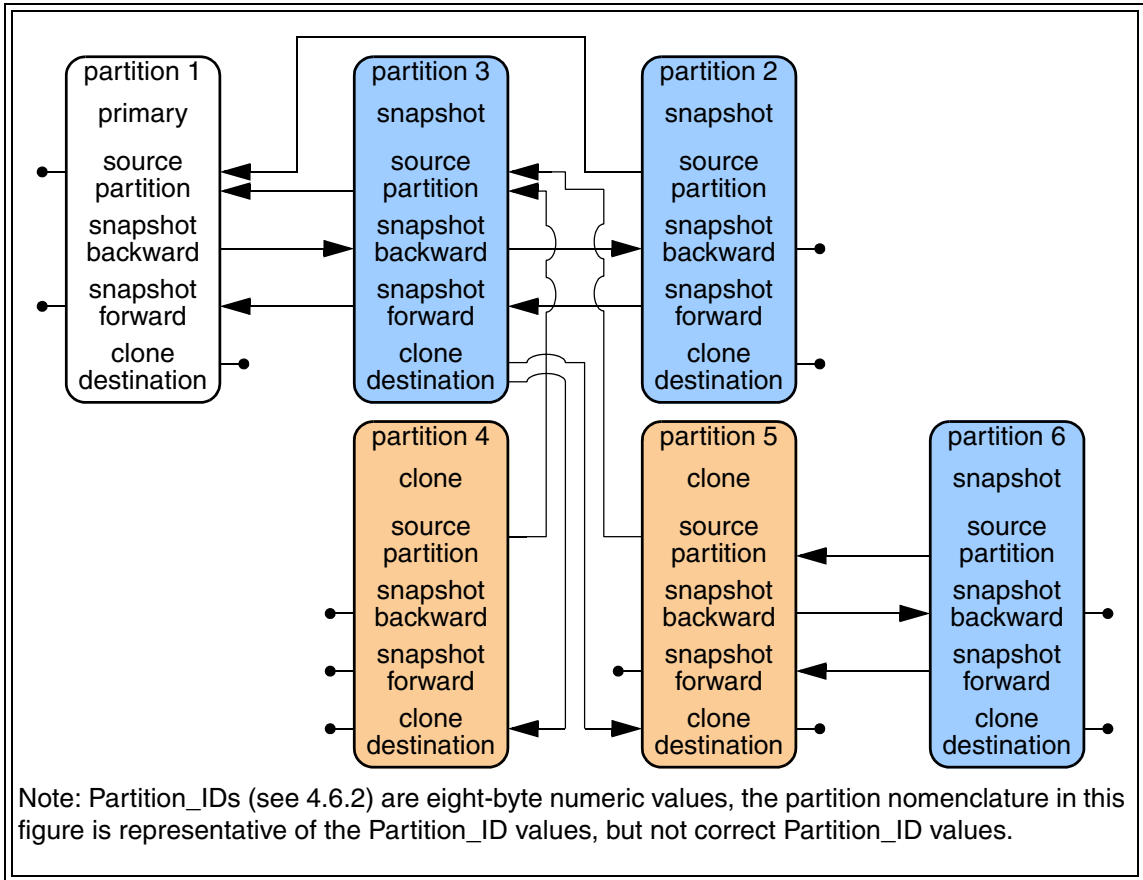 partition 1
primary
source
partition
snapshot
backward
snapshot
forward
clone
destination
partition 3
snapshot
source
partition
snapshot
backward
snapshot
forward
clone
destination
partition 2
snapshot
source
partition
snapshot
backward
snapshot
forward
clone
destination
partition 4
clone
source
partition
snapshot
backward
snapshot
forward
clone
destination
partition 5
clone
source
partition
snapshot
backward
snapshot
forward
clone
destination
partition 6
snapshot
source
partition
snapshot
backward
snapshot
forward
clone
destination
Note: Partition_IDs (see 4.6.2) are eight-byte numeric values, the partition nomenclature in this
figure is representative of the Partition_ID values, but not correct Partition_ID values.